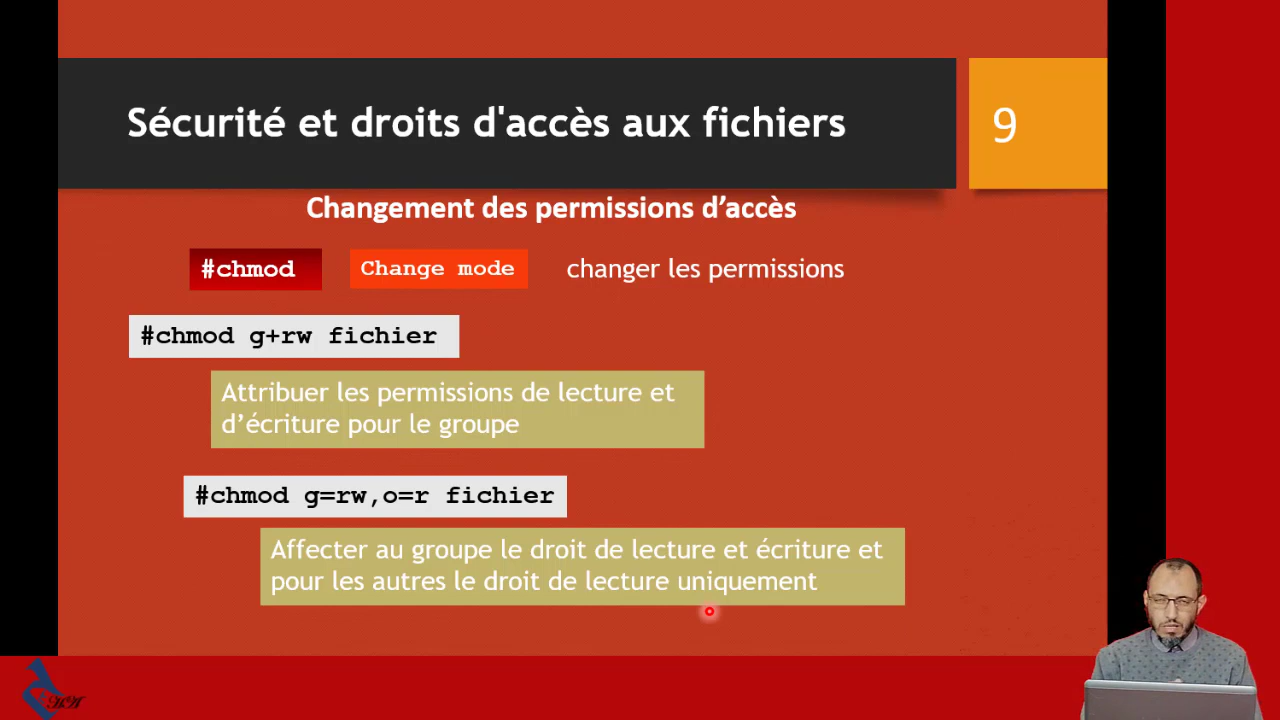 Sécurité et droits d'accès aux fichiers
9
Changement des permissions d’accès
#chmod
Change mode
changer les permissions
#chmod g+rw fichier
Attribuer les permissions de lecture et
d’écriture pour le groupe
#chmod g=rw,o=r fichier
Affecter au groupe le droit de lecture et écriture et
pour les autres le droit de lecture uniquement